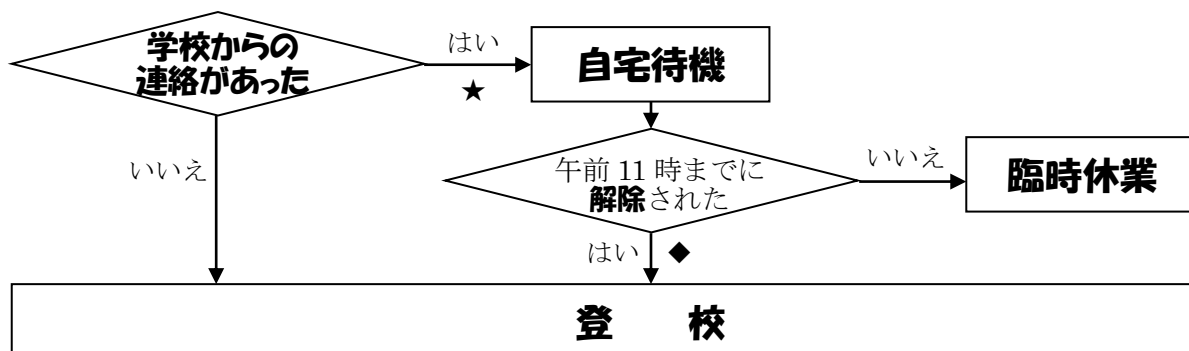 学校からの
連絡があった
はい
★
自宅待機
いいえ
午前 11 時までに
解除された
いいえ
臨時休業
はい ◆
登 校